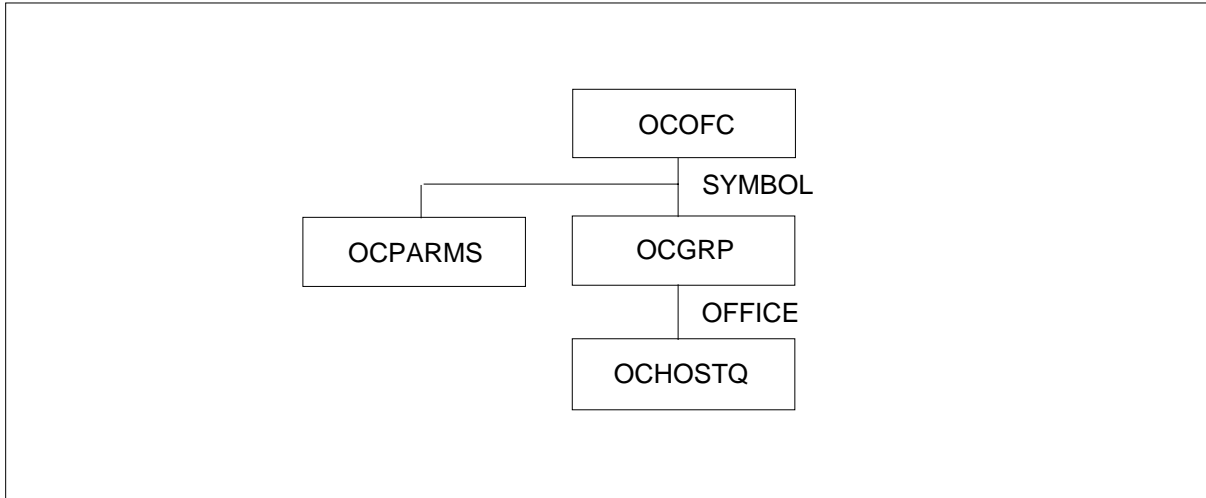 OCOFC
SYMBOL
OCPARMS
OCGRP
OFFICE
OCHOSTQ